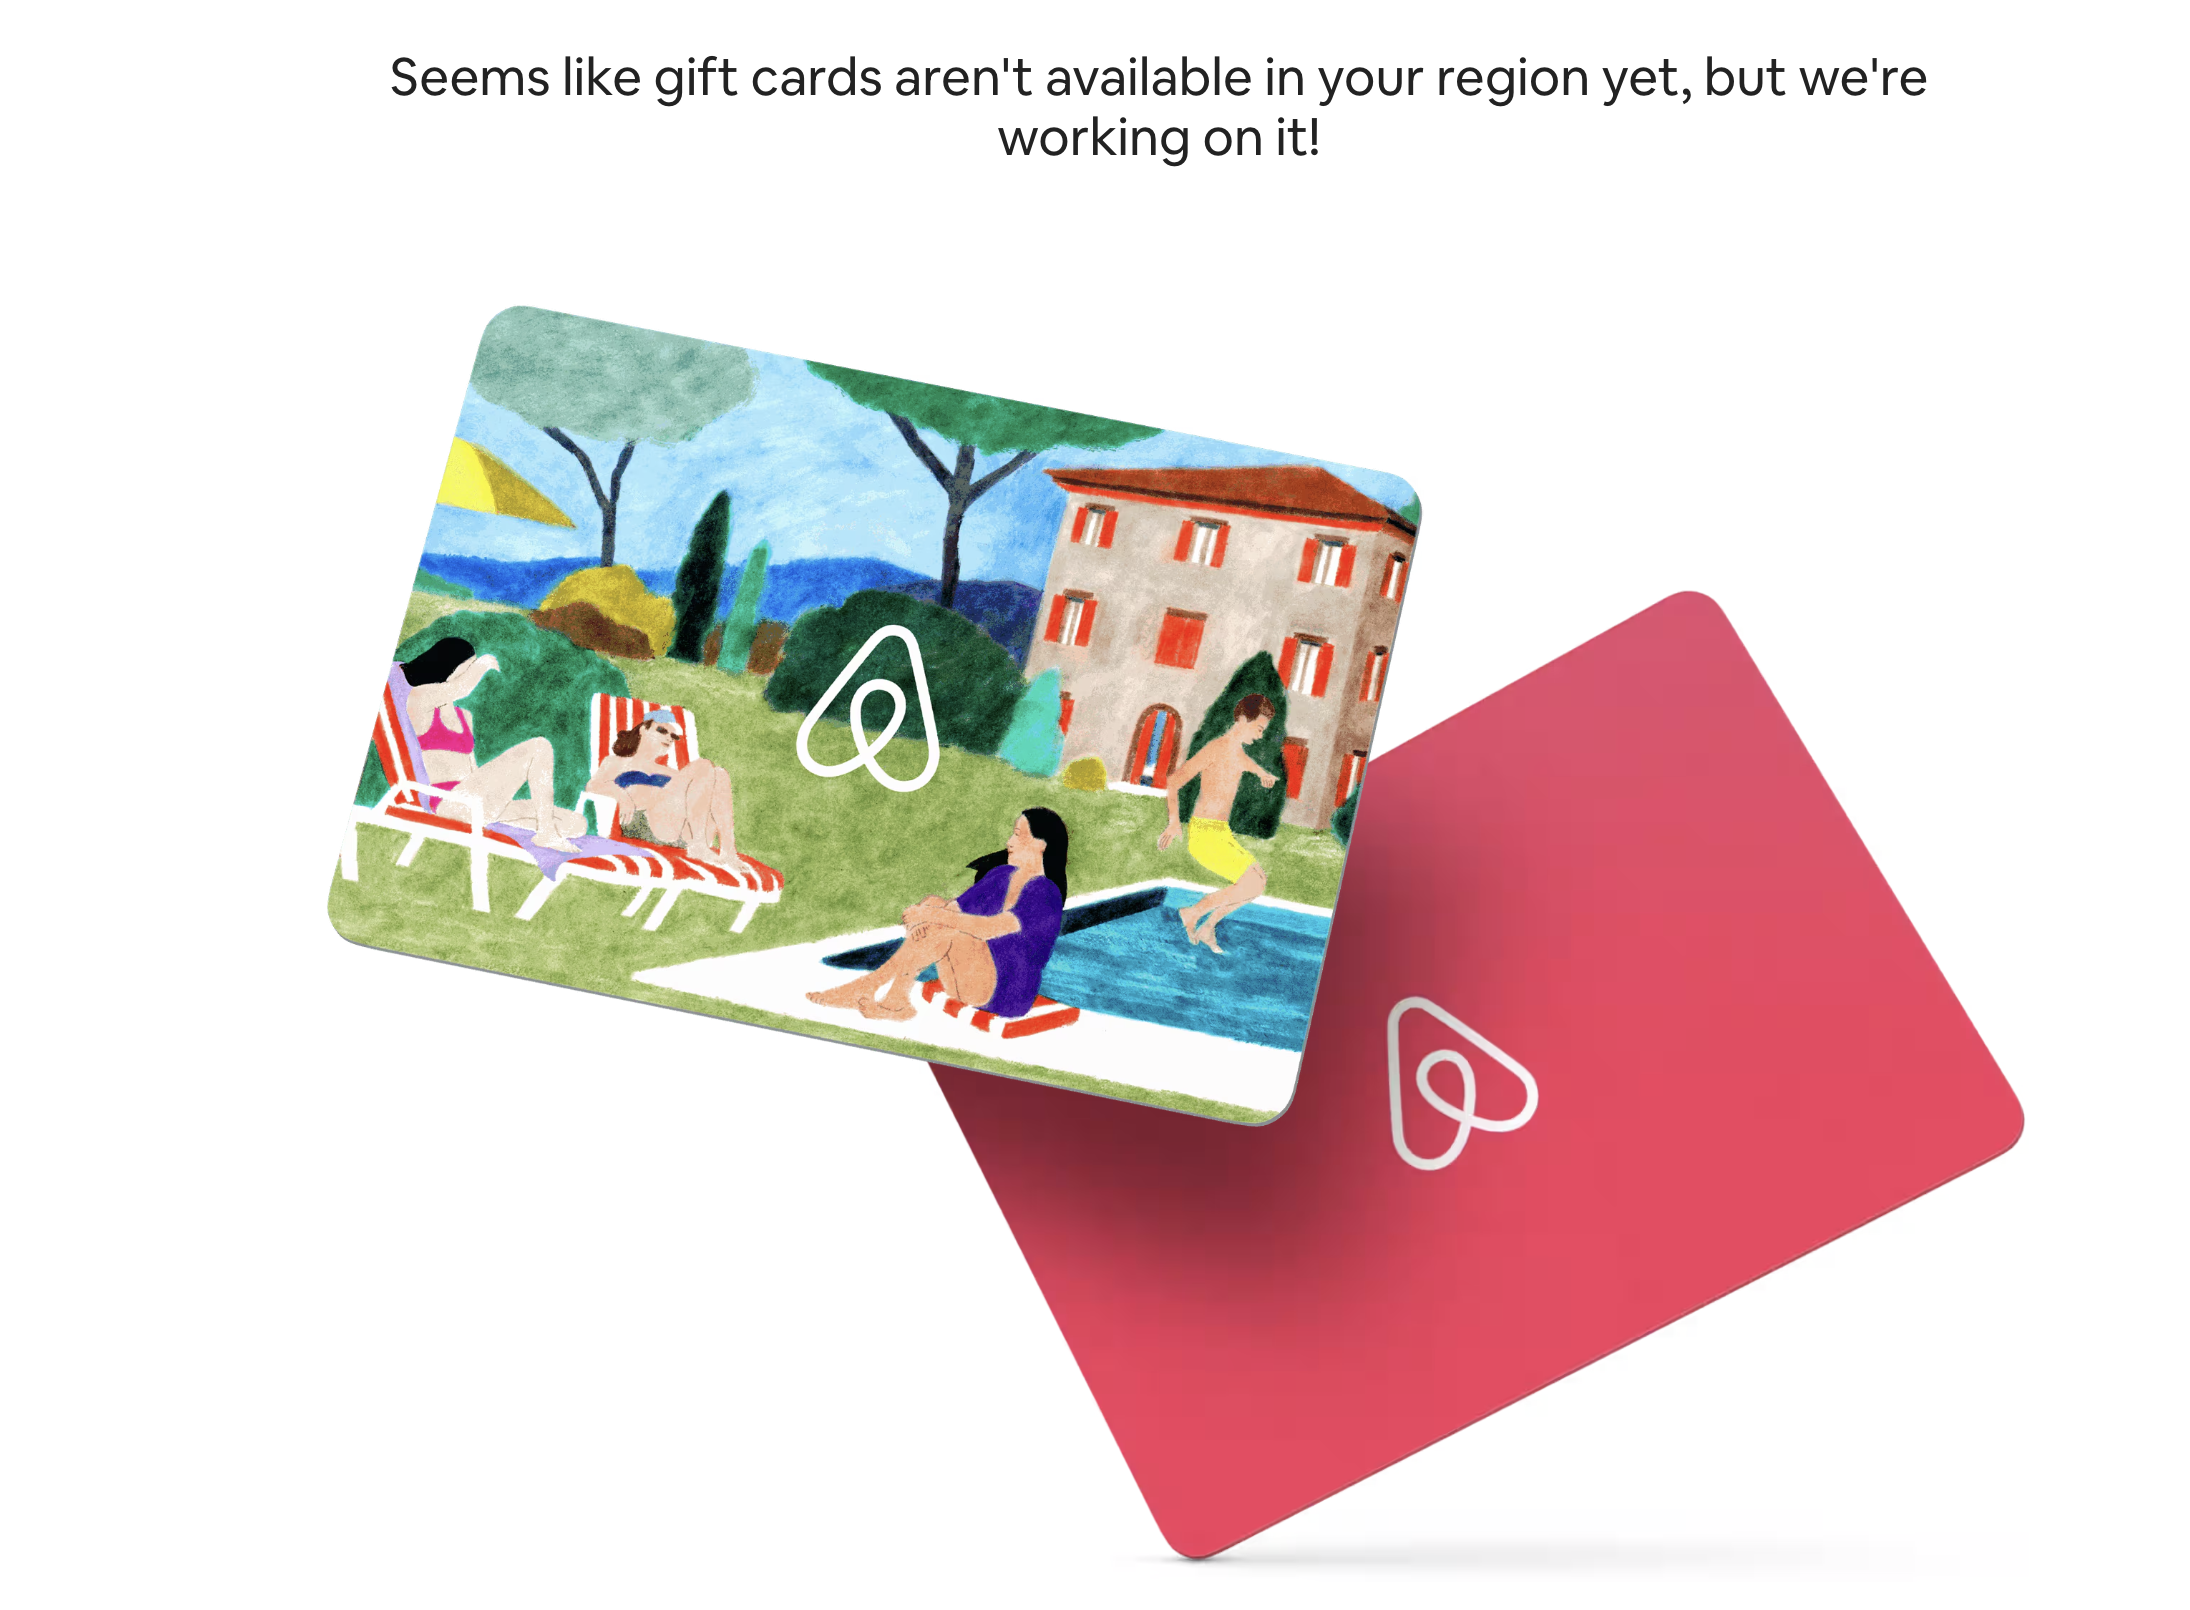 Seems like gift cards aren't available in your region yet, but we're
working on it!